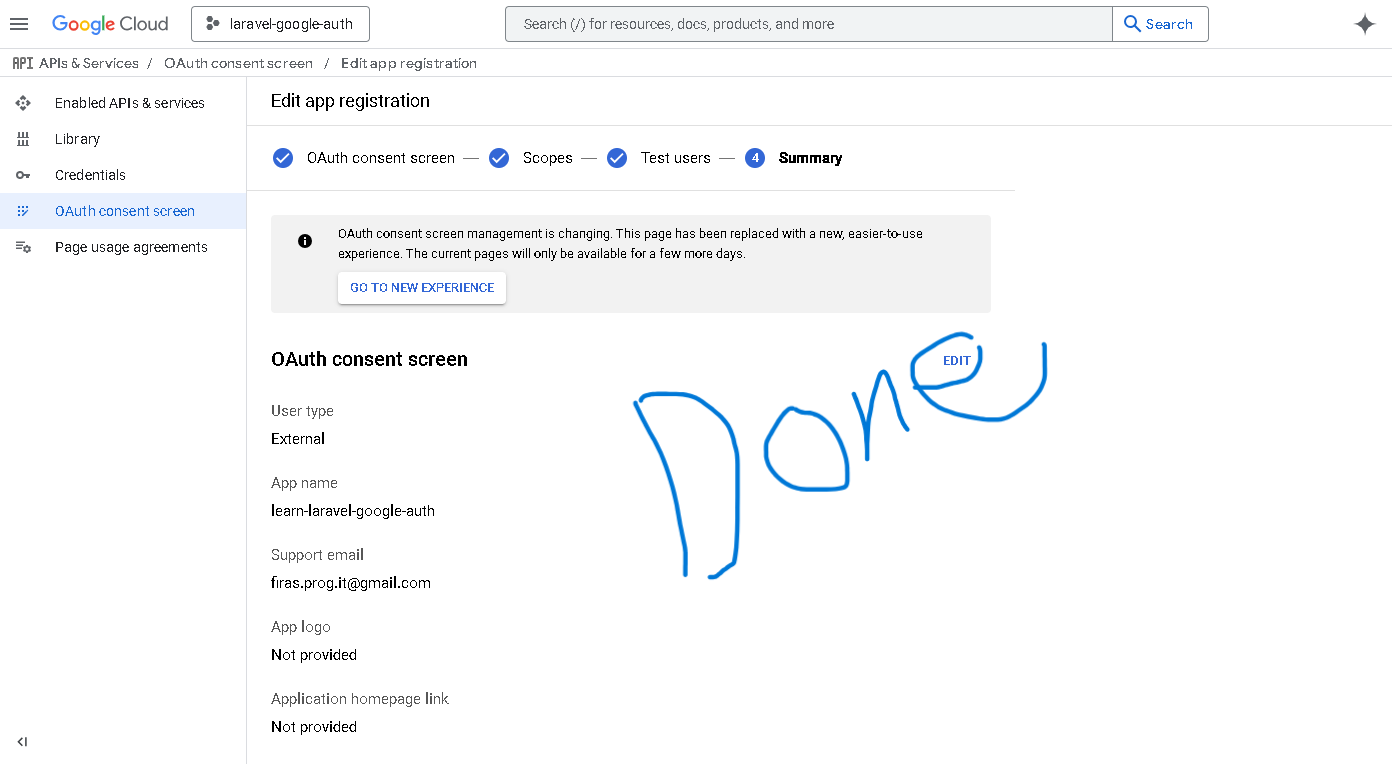 Google Cloud
laravel-google-auth
Search (/) for resources, docs, products, and more
Search
API APIs & Services / OAuth consent screen / Edit app registration
Enabled APIs & services
Library
Credentials
OAuth consent screen
Page usage agreements
Edit app registration
OAuth consent screen — Scopes — Test users — 4 Summary
OAuth consent screen management is changing. This page has been replaced with a new, easier-to-use
experience. The current pages will only be available for a few more days.
GO TO NEW EXPERIENCE
OAuth consent screen
EDIT
Done
User type
External
App name
learn-laravel-google-auth
Support email
firas.prog.it@gmail.com
App logo
Not provided
Application homepage link
Not provided